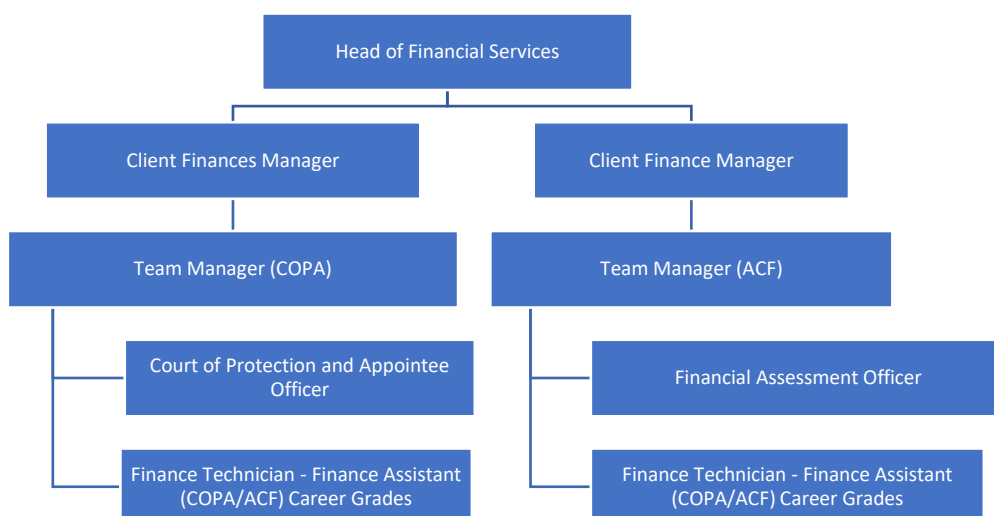 Head of Financial Services
Client Finances Manager
Client Finance Manager
Team Manager (COPA)
Team Manager (ACF)
Court of Protection and Appointee
Officer
Financial Assessment Officer
Finance Technician - Finance Assistant
(COPA/ACF) Career Grades
Finance Technician - Finance Assistant
(COPA/ACF) Career Grades